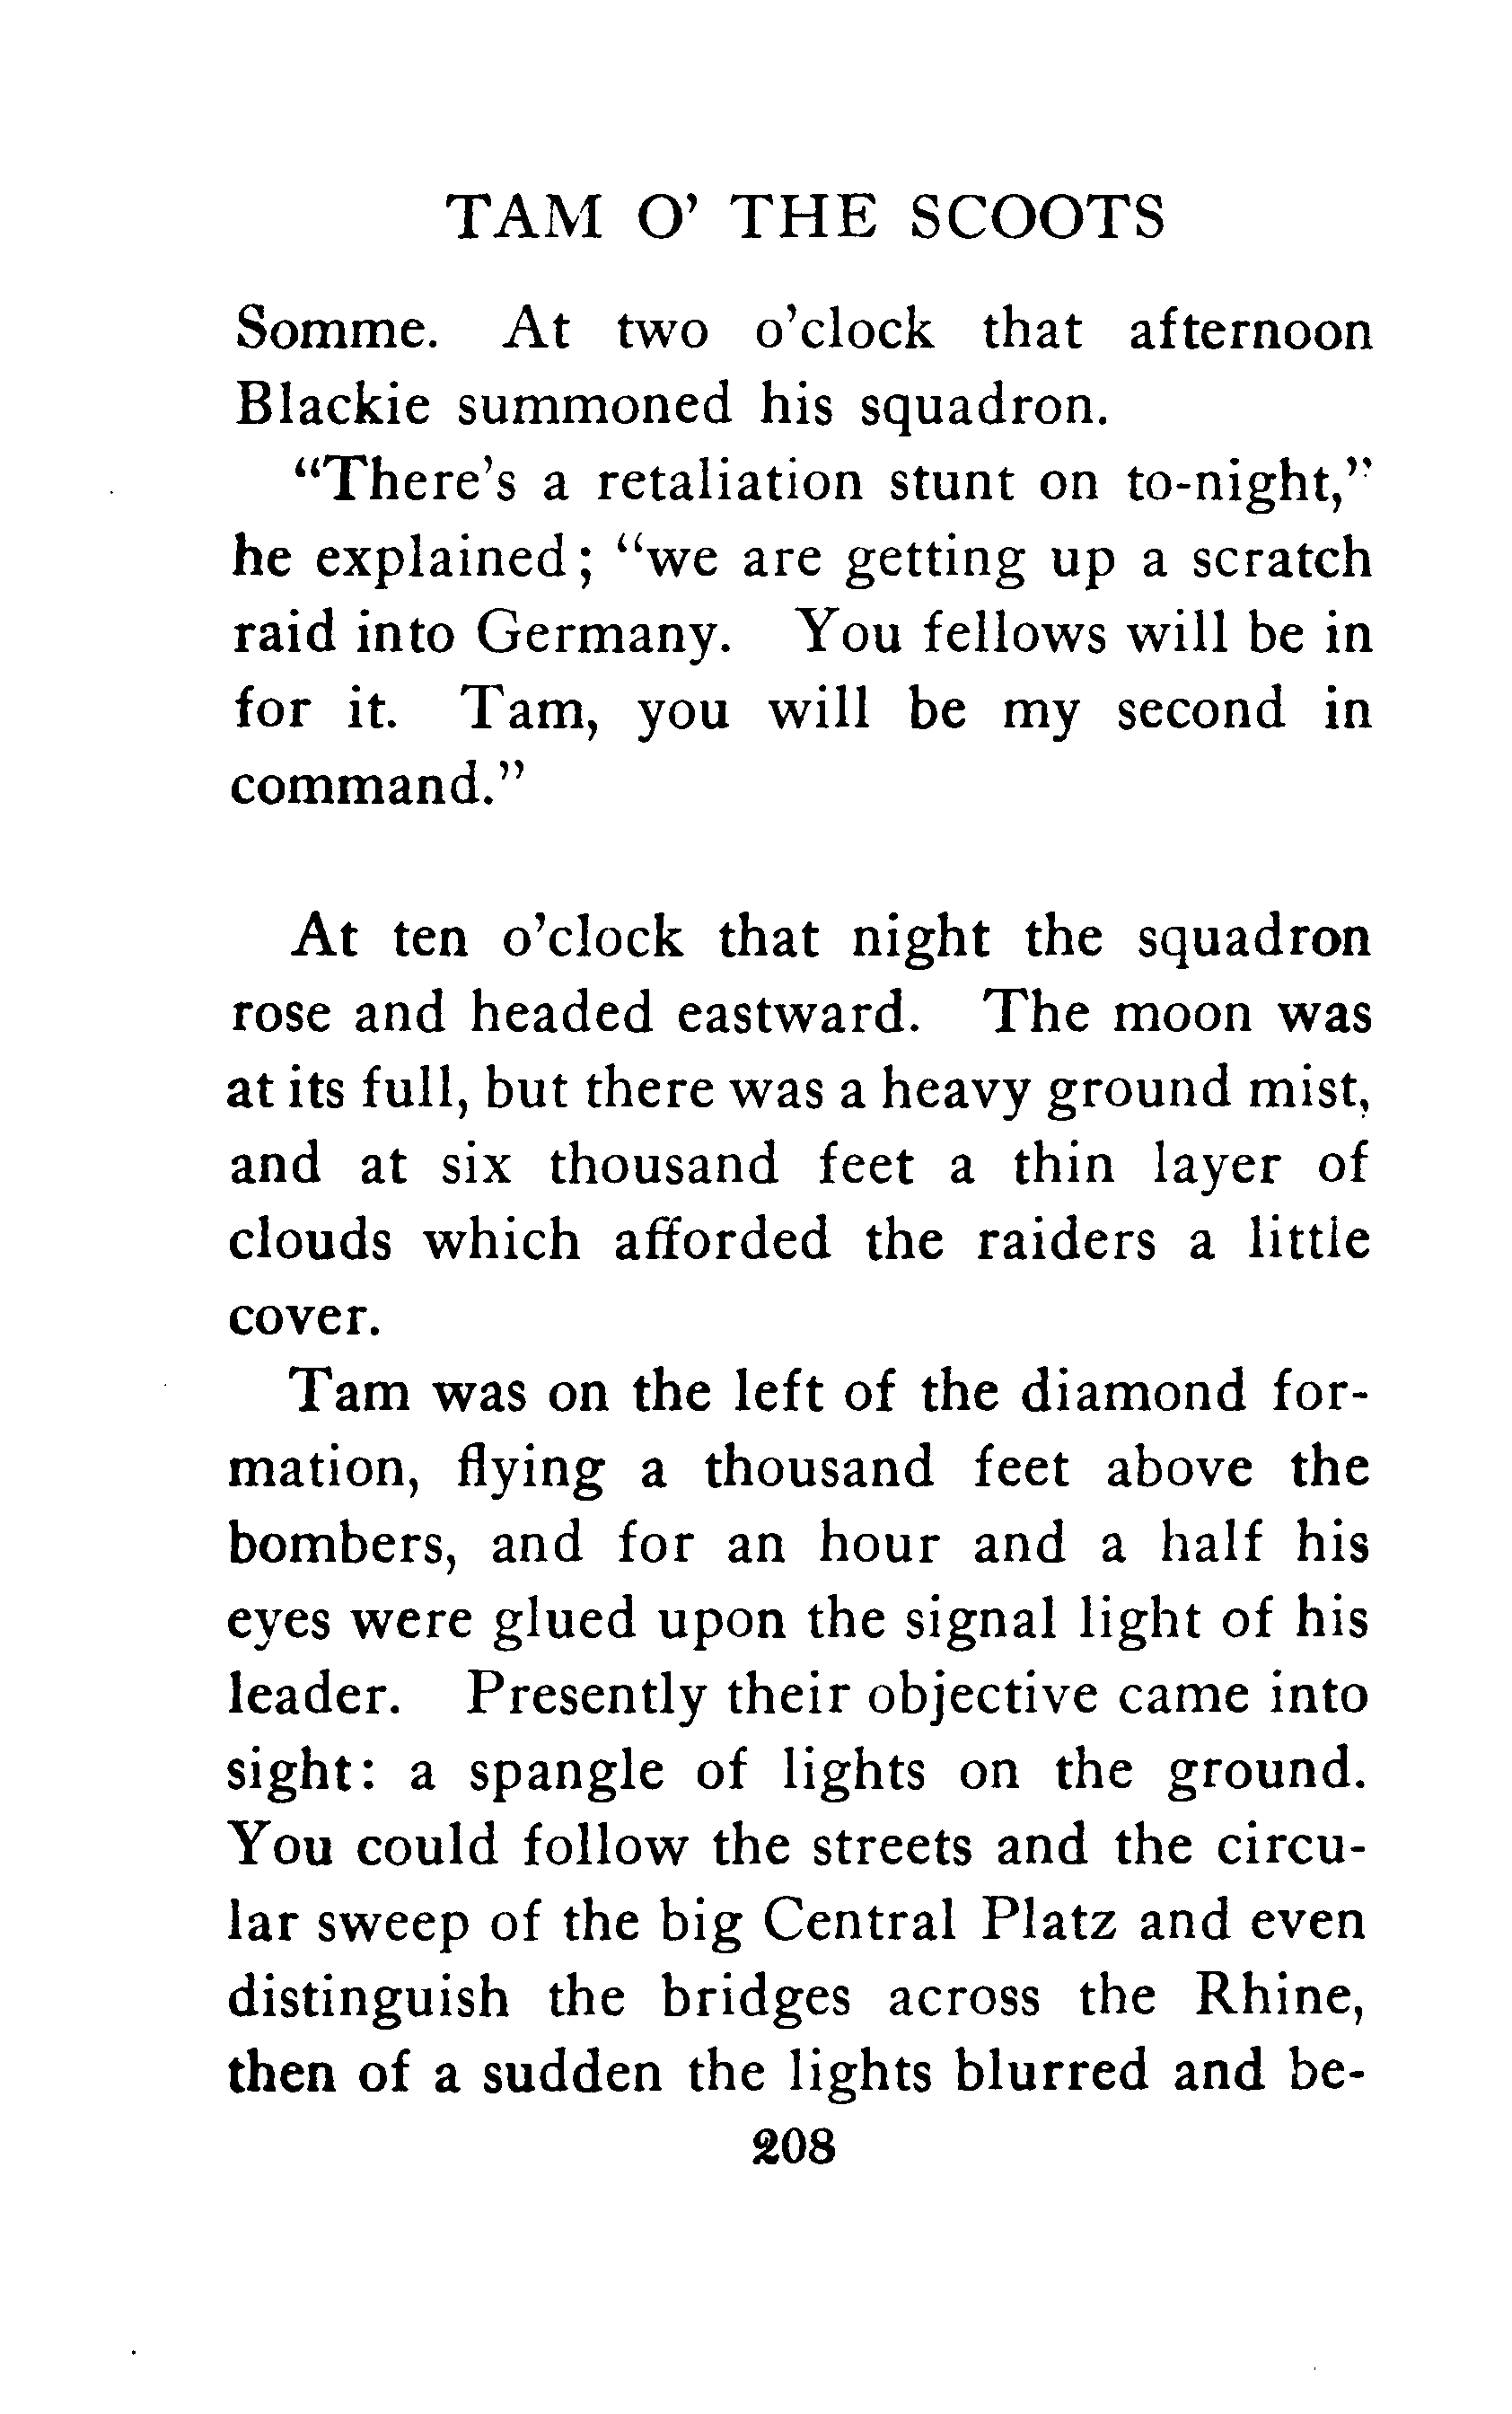 TAM O' THE SCOOTS
Somme. At two o'clock that afternoon
Blackie summoned his squadron.
"There's a retaliation stunt on to-night,"
he explained; "we are getting up a scratch
raid into Germany. You fellows will be in
for it. Tam, you will be my second in
command."
At ten o'clock that night the squadron
rose and headed eastward. The moon was
at its full, but there was a heavy ground mist,
and at six thousand feet a thin layer of
clouds which afforded the raiders a little
cover.
Tam was on the left of the diamond for-
mation, flying a thousand feet above the
bombers, and for an hour and a half his
eyes were glued upon the signal light of his
leader. Presently their objective came into
sight: a spangle of lights on the ground.
You could follow the streets and the circu-
lar sweep of the big Central Platz and even
distinguish the bridges across the Rhine,
then of a sudden the lights blurred and be-
208